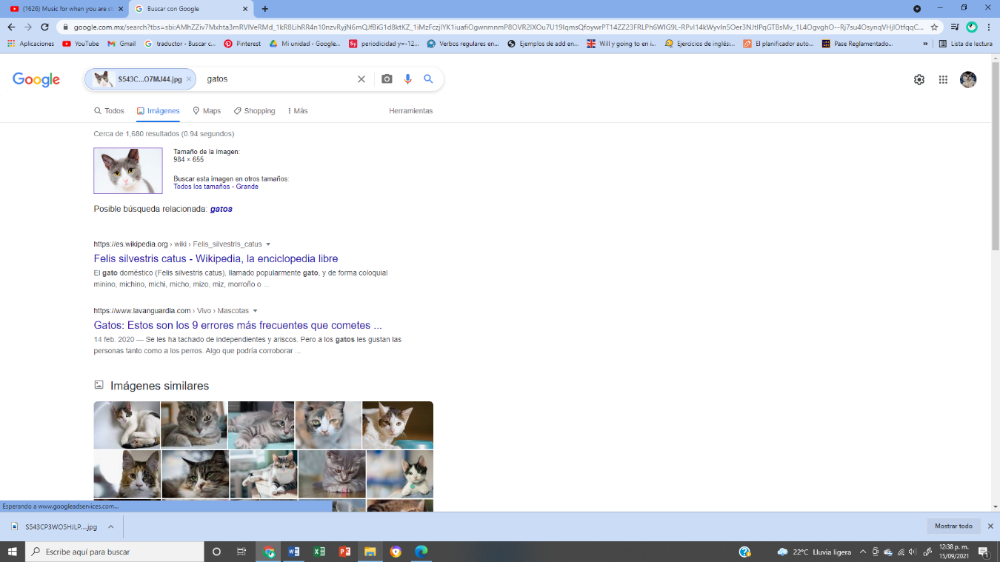 (1626) Music for when you are st
Buscar con Google
google.com.mx/search?tbs=sbi:
Aplicaciones
YouTube
Gmail
traductor - Buscar c...
Pinterest
Mi unidad - Google...
periodicidad y=-12...
Verbos regulares en...
Ejemplos de add en...
Will y going to en i...
Ejercicios de inglés:...
El planificador auto...
Pase Reglamentado...
»
Lista de lectura
Google
S543C...O7MJ44.jpg
gatos
Todos
Imágenes
Maps
Shopping
Más
Herramientas
Cerca de 1,680 resultados (0.94 segundos)
Tamaño de la imagen:
984 × 655
Buscar esta imagen en otros tamaños:
Todos los tamaños - Grande
Posible búsqueda relacionada: gatos
https://es.wikipedia.org › wiki › Felis_silvestris_catus
Felis silvestris catus - Wikipedia, la enciclopedia libre
El gato doméstico (Felis silvestris catus), llamado popularmente gato, y de forma coloquial
minino, michino, michi, micho, mizo, miz, morroño o ...
https://www.lavanguardia.com › Vivo › Mascotas
Gatos: Estos son los 9 errores más frecuentes que cometes ...
14 feb. 2020 — Se les ha tachado de independientes y ariscos. Pero a los gatos les gustan las
personas tanto como a los perros. Algo que podría corroborar ...
Imágenes similares
Esperando a www.googleadservices.com...
S543CP3WO5HJLP....jpg
Mostrar todo
Escribe aquí para buscar
22°C Lluvia ligera
12:38 p. m.
15/09/2021
1